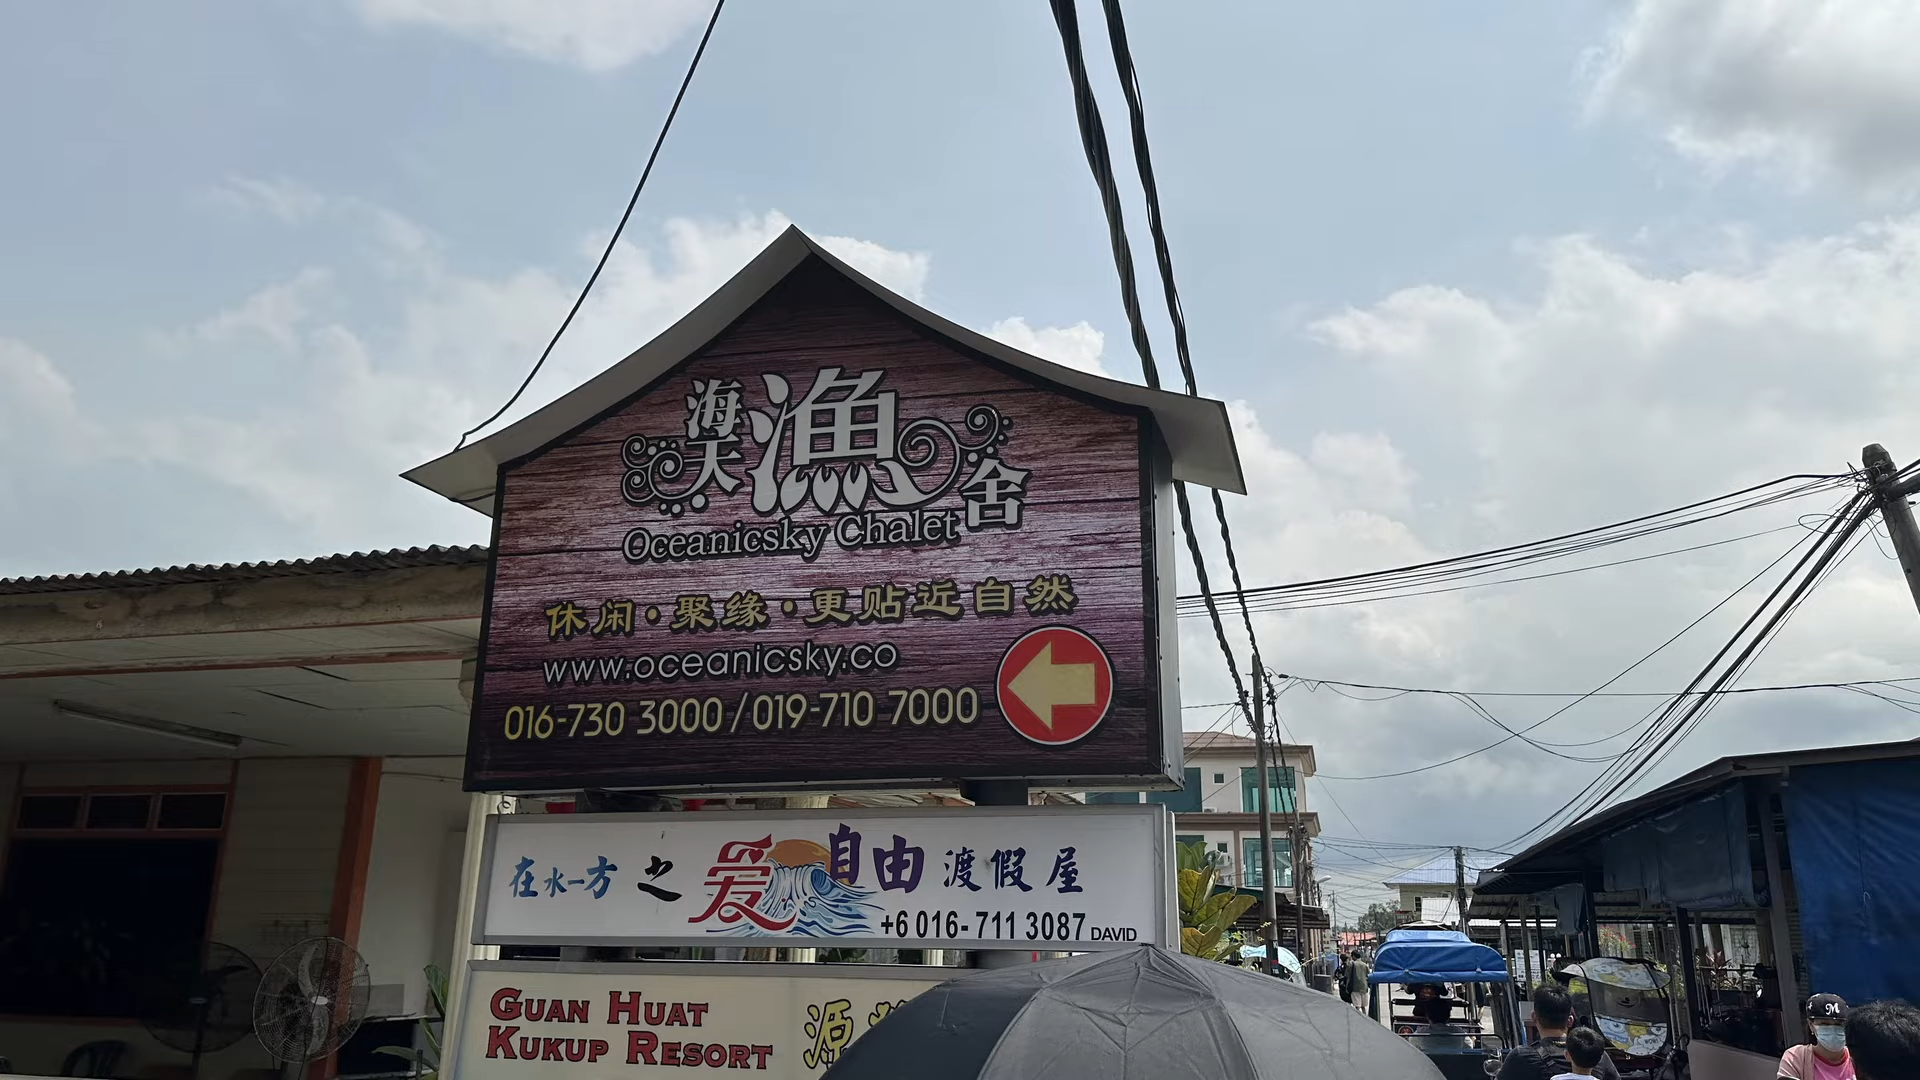 海天漁舍
Oceanicsky Chalet
休闲·聚缘·更贴近自然
www.oceanicsky.co
016-730 3000 / 019-710 7000
在水一方之爱自由渡假屋
+6 016-711 3087 DAVID
GUAN HUAT
KUKUP RESORT
源
M